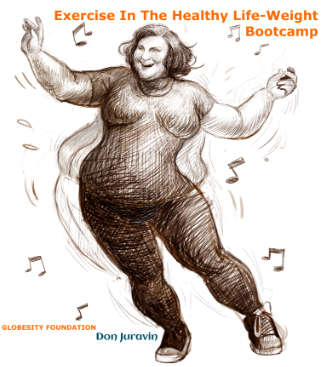 Exercise In The Healthy Life-Weight
Bootcamp
GLOBESITY FOUNDATION
Don Juravin